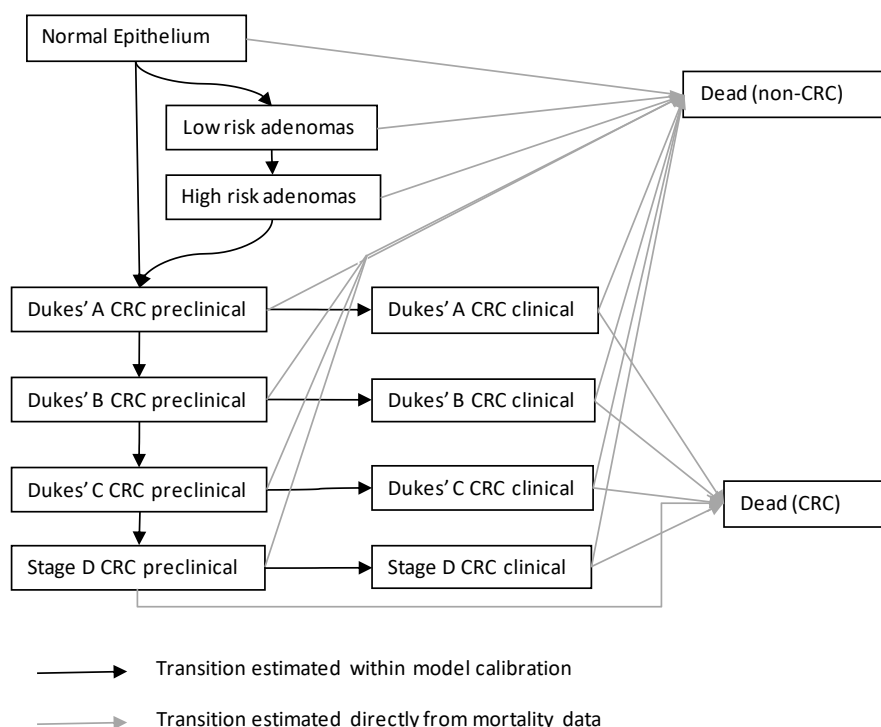 Normal Epithelium
Dead (non-CRC)
Low risk adenomas
High risk adenomas
Dukes' A CRC preclinical
Dukes' A CRC clinical
Dukes' B CRC preclinical
Dukes' B CRC clinical
Dukes' C CRC preclinical
Dukes' C CRC clinical
Dead (CRC)
Stage D CRC preclinical
Stage D CRC clinical
Transition estimated within model calibration
Transition estimated directly from mortality data